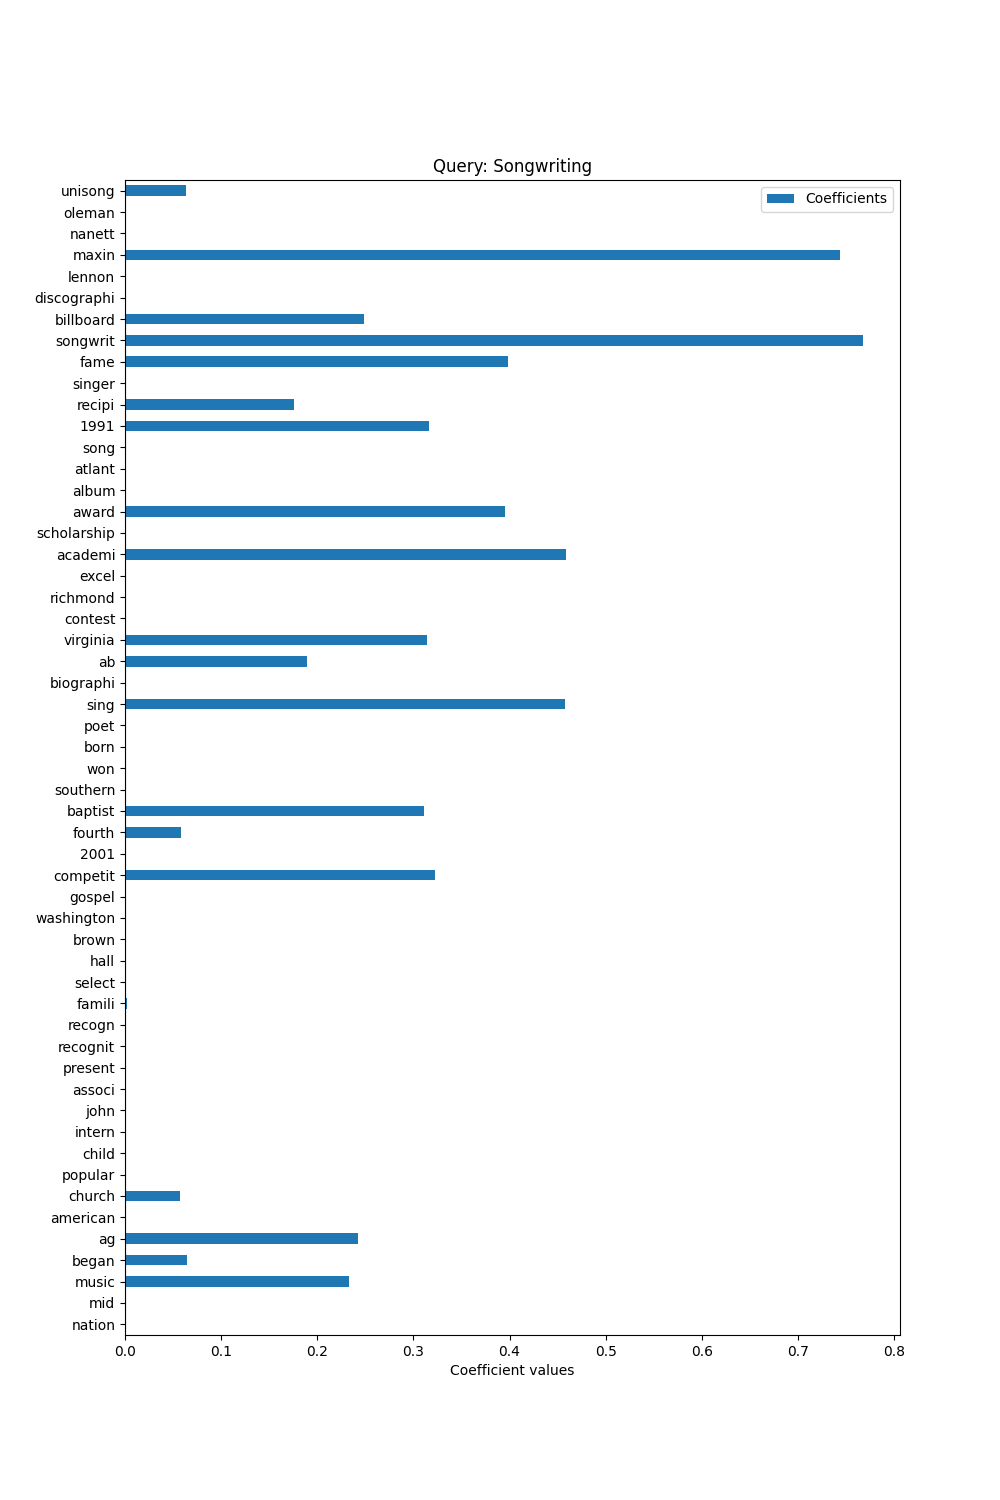 Query: Songwriting
Coefficients
unisong
oleman
nanett
maxin
lennon
discographi
billboard
songwrit
fame
singer
recipi
1991
song
atlant
album
award
scholarship
academi
excel
richmond
contest
virginia
ab
biographi
sing
poet
born
won
southern
baptist
fourth
2001
competit
gospel
washington
brown
hall
select
famili
recogn
recognit
present
associ
john
intern
child
popular
church
american
ag
began
music
mid
nation
0.0 0.1 0.2 0.3 0.4 0.5 0.6 0.7 0.8
Coefficient values